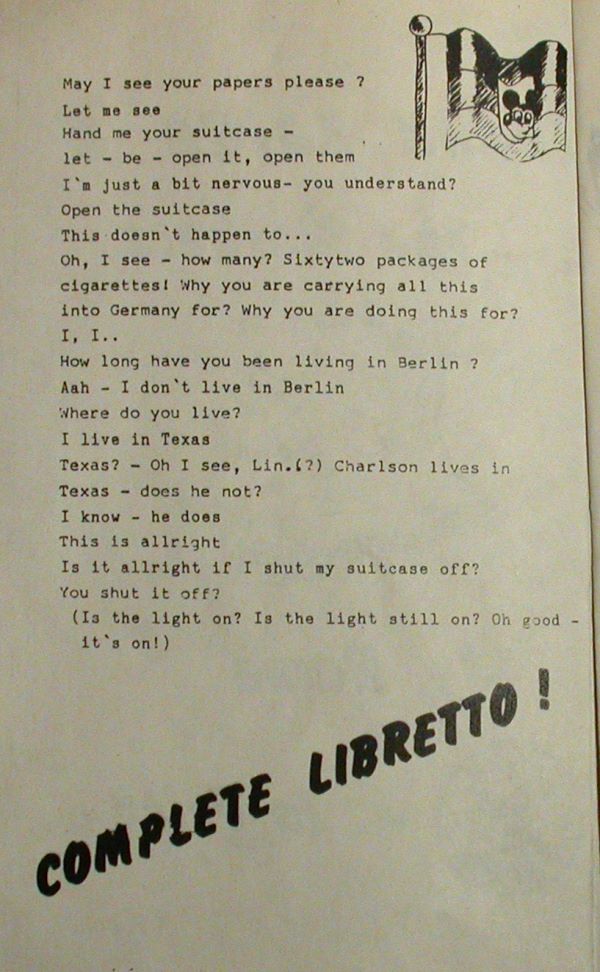 May I see your papers please ?
Let me see
Hand me your suitcase -
let - be - open it, open them
I`m just a bit nervous- you understand?
Open the suitcase
This doesn`t happen to...
Oh, I see - how many? Sixtytwo packages of
cigarettes! Why you are carrying all this
into Germany for? Why you are doing this for?
I, I..
How long have you been living in Berlin ?
Aah - I don`t live in Berlin
Where do you live?
I live in Texas
Texas? - Oh I see, Lin.(?) Charlson lives in
Texas - does he not?
I know - he does
This is allright
Is it allright if I shut my suitcase off?
You shut it off?
(Is the light on? Is the light still on? Oh good -
it`s on!)
COMPLETE LIBRETTO !